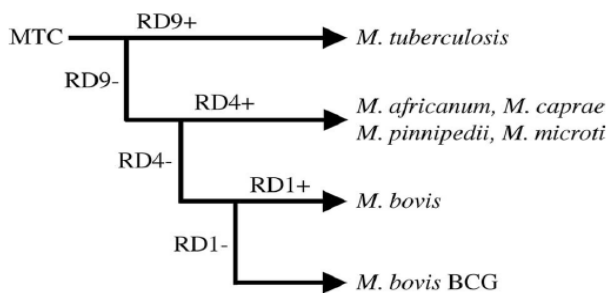 RD9+
MTC
M. tuberculosis
RD9-
RD4+
M. africanum, M. caprae
M. pinnipedii, M. microti
RD4-
RD1+
M. bovis
RD1-
M. bovis BCG